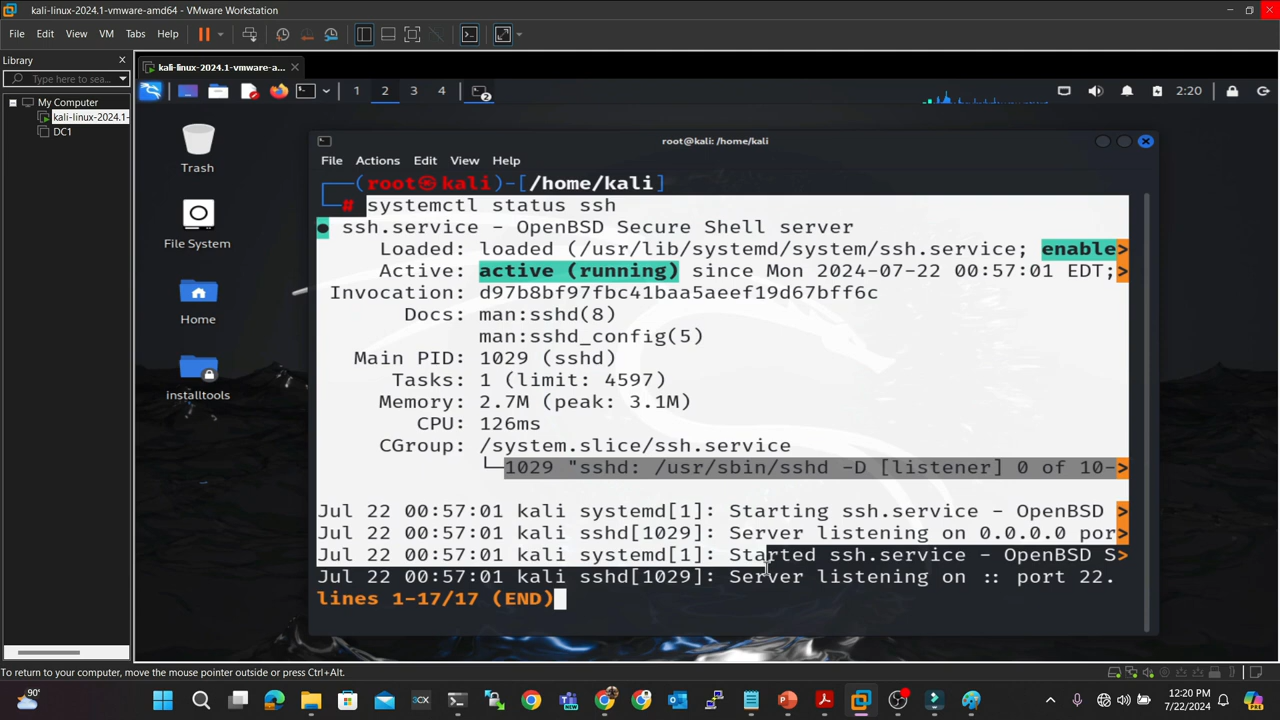 kali-linux-2024.1-vmware-amd64 - VMware Workstation
File Edit View VM Tabs Help
Library
Type here to sea...
My Computer
kali-linux-2024.1-
DC1
kali-linux-2024.1-vmware-a...
1 2 3 4
2
2:20
Trash
File System
Home
installtools
root@kali: /home/kali
File Actions Edit View Help
(root㉿kali)-[/home/kali]
# systemctl status ssh
● ssh.service - OpenBSD Secure Shell server
Loaded: loaded (/usr/lib/systemd/system/ssh.service; enable>
Active: active (running) since Mon 2024-07-22 00:57:01 EDT;>
Invocation: d97b8bf97fbc41baa5aeef19d67bff6c
Docs: man:sshd(8)
man:sshd_config(5)
Main PID: 1029 (sshd)
Tasks: 1 (limit: 4597)
Memory: 2.7M (peak: 3.1M)
CPU: 126ms
CGroup: /system.slice/ssh.service
└─1029 "sshd: /usr/sbin/sshd -D [listener] 0 of 10->
Jul 22 00:57:01 kali systemd[1]: Starting ssh.service - OpenBSD >
Jul 22 00:57:01 kali sshd[1029]: Server listening on 0.0.0.0 por>
Jul 22 00:57:01 kali systemd[1]: Started ssh.service - OpenBSD S>
Jul 22 00:57:01 kali sshd[1029]: Server listening on :: port 22.
lines 1-17/17 (END)
To return to your computer, move the mouse pointer outside or press Ctrl+Alt.
90°
12:20 PM
7/22/2024